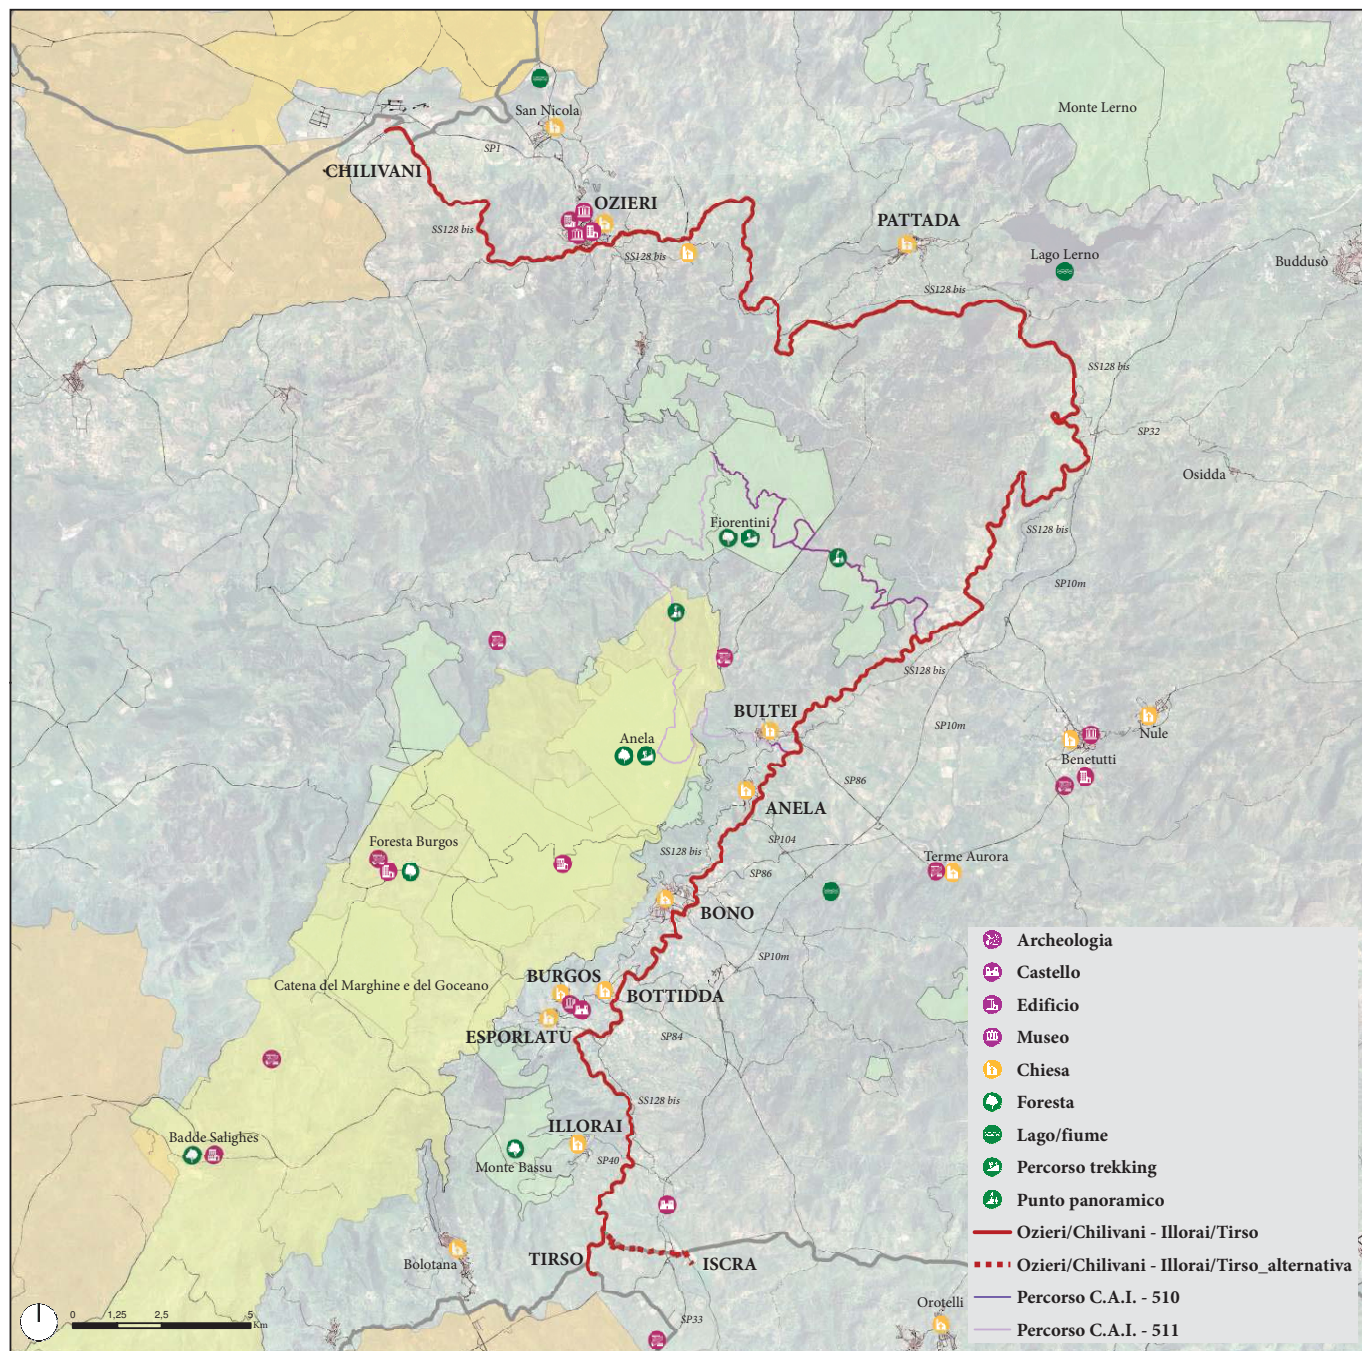 Monte Lerno
San Nicola
SP1
CHILIVANI
OZIERI
PATTADA
SS128 bis
SS128 bis
Lago Lerno
Buddusò
SS128 bis
SS128 bis
SP32
Osidda
Fiorentini
SS128 bis
SP10m
SS128 bis
BULTEI
SP10m
Nule
Anela
Benetutti
SP86
ANELA
Foresta Burgos
SS128 bis
SP104
Terme Aurora
SP86
BONO
SP10m
Catena del Marghine e del Goceano
BURGOS
BOTTIDDA
ESPORLATU
SP84
SS128 bis
ILLORAI
Badde Salighes
Monte Bassu
SP40
TIRSO
ISCRA
Bolotana
Orotelli
SP33
0 1,25 2,5 5
Km
Archeologia
Castello
Edificio
Museo
Chiesa
Foresta
Lago/fiume
Percorso trekking
Punto panoramico
Ozieri/Chilivani - Illorai/Tirso
Ozieri/Chilivani - Illorai/Tirso_alternativa
Percorso C.A.I. - 510
Percorso C.A.I. - 511